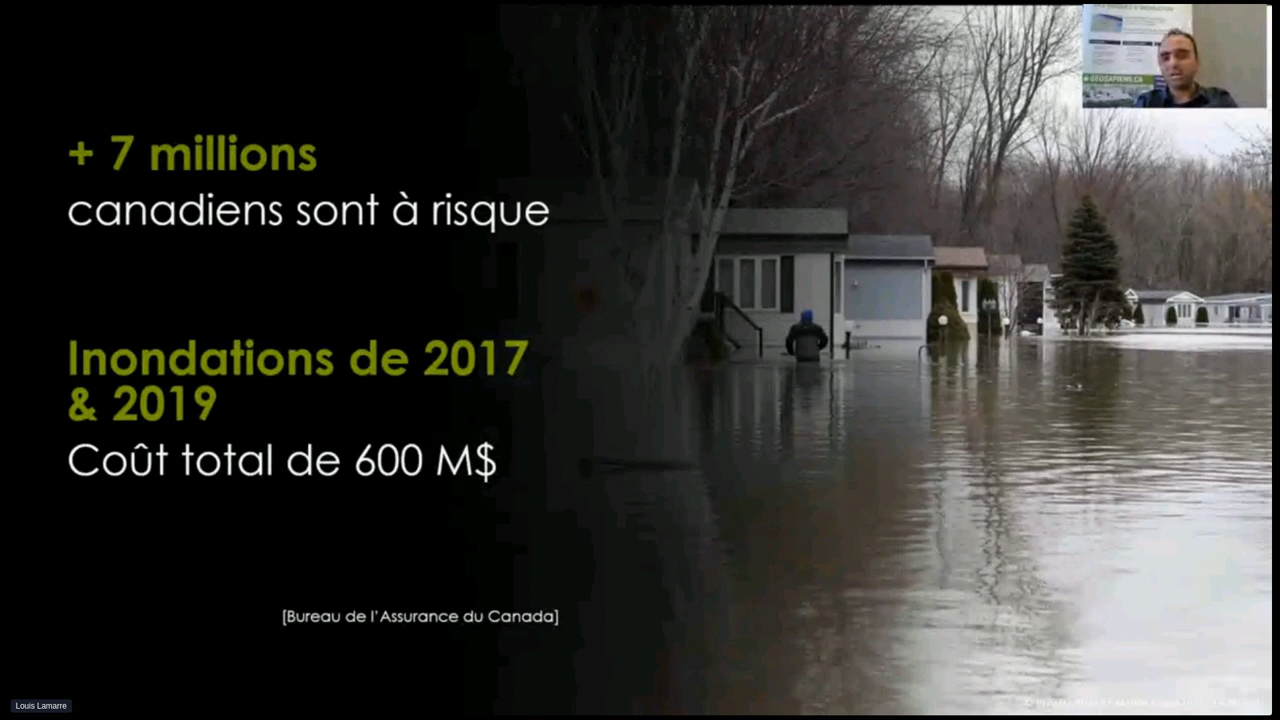 + 7 millions
canadiens sont à risque
Inondations de 2017
& 2019
Coût total de 600 M$
[Bureau de l'Assurance du Canada]
GEOSAPIENS.CA
Louis Lamarre